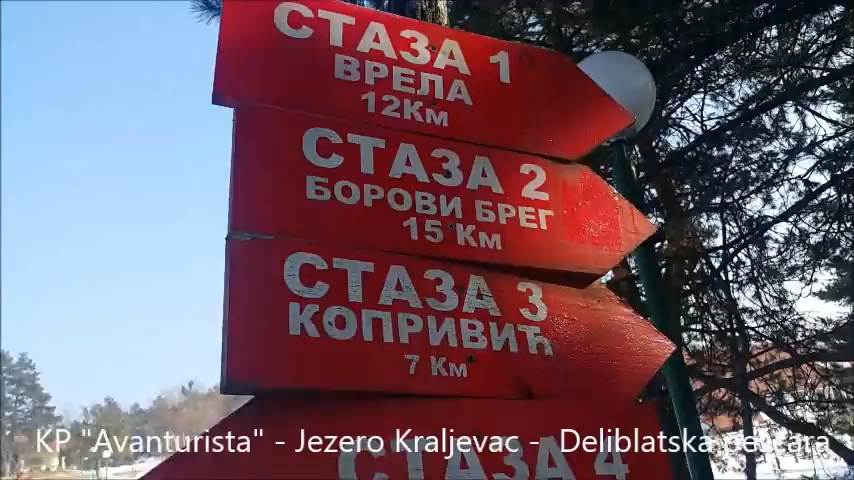 СТАЗА 1
ВРЕЛА
12Км
СТАЗА 2
БОРОВИ БРЕГ
15 Км
СТАЗА 3
КОПРИВИЋ
7 Км
СТАЗА 4
KP "Avanturista" - Jezero Kraljevac - Deliblatska peščara